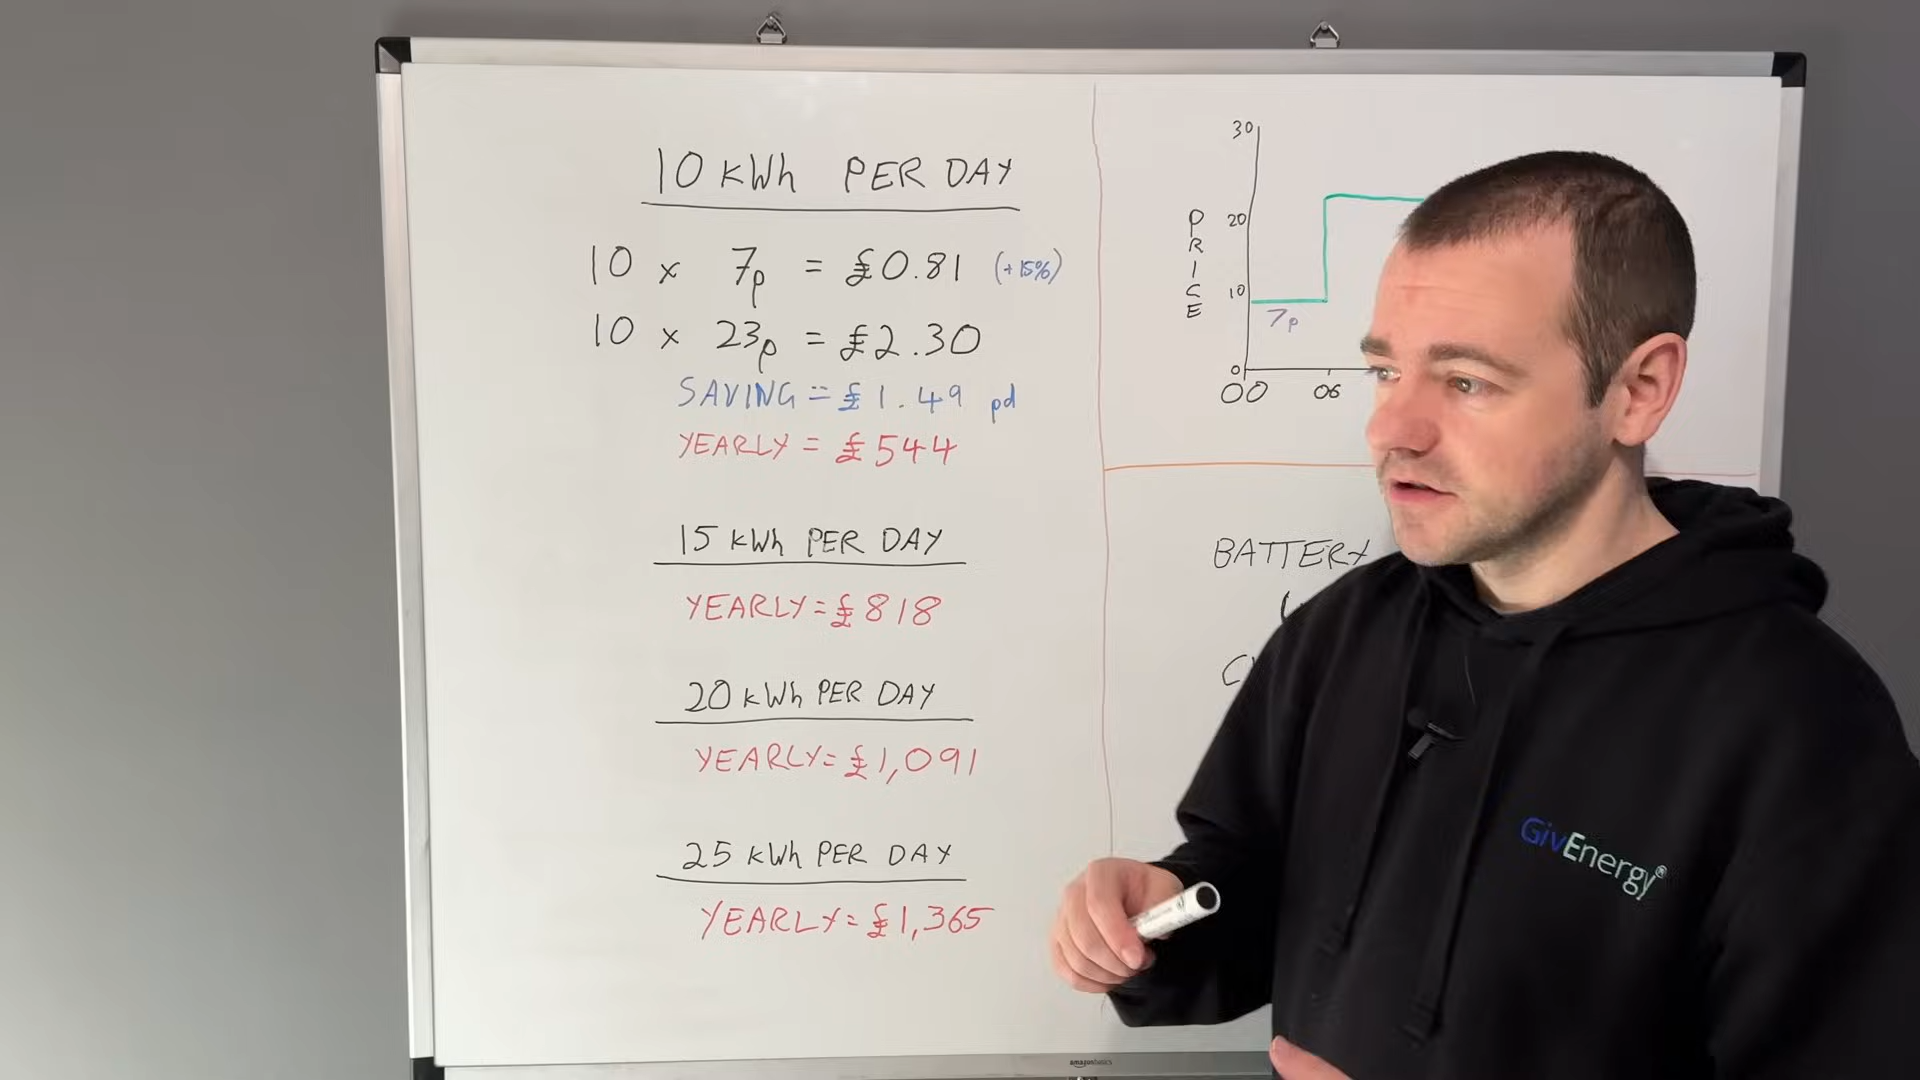 10 kWh PER DAY
10 x 7p = £0.81 (+15%)
10 x 23p = £2.30
SAVING = £1.49 pd
YEARLY = £544
15 kWh PER DAY
YEARLY = £818
20 kWh PER DAY
YEARLY = £1,091
25 kWh PER DAY
YEARLY = £1,365
PRICE
30
20
10
0
7p
00 06
BATTERY
GivEnergy®
amazonbasics